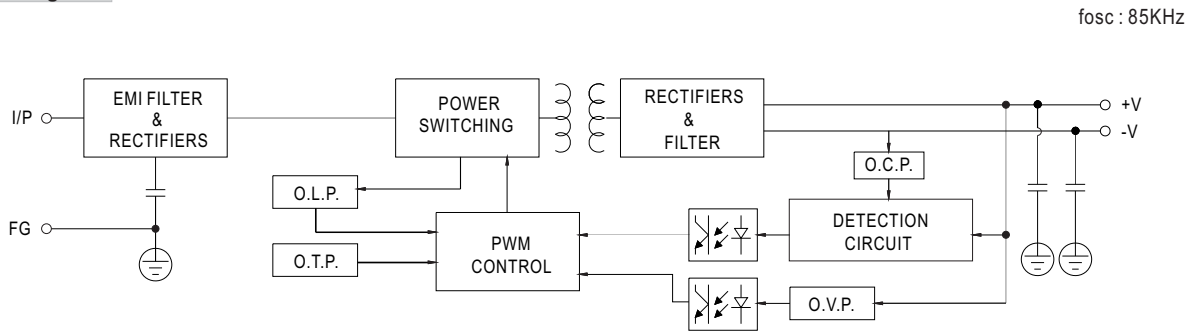 fosc : 85KHz
I/P
EMI FILTER
&
RECTIFIERS
POWER
SWITCHING
RECTIFIERS
&
FILTER
+V
-V
O.C.P.
O.L.P.
FG
O.T.P.
PWM
CONTROL
DETECTION
CIRCUIT
O.V.P.